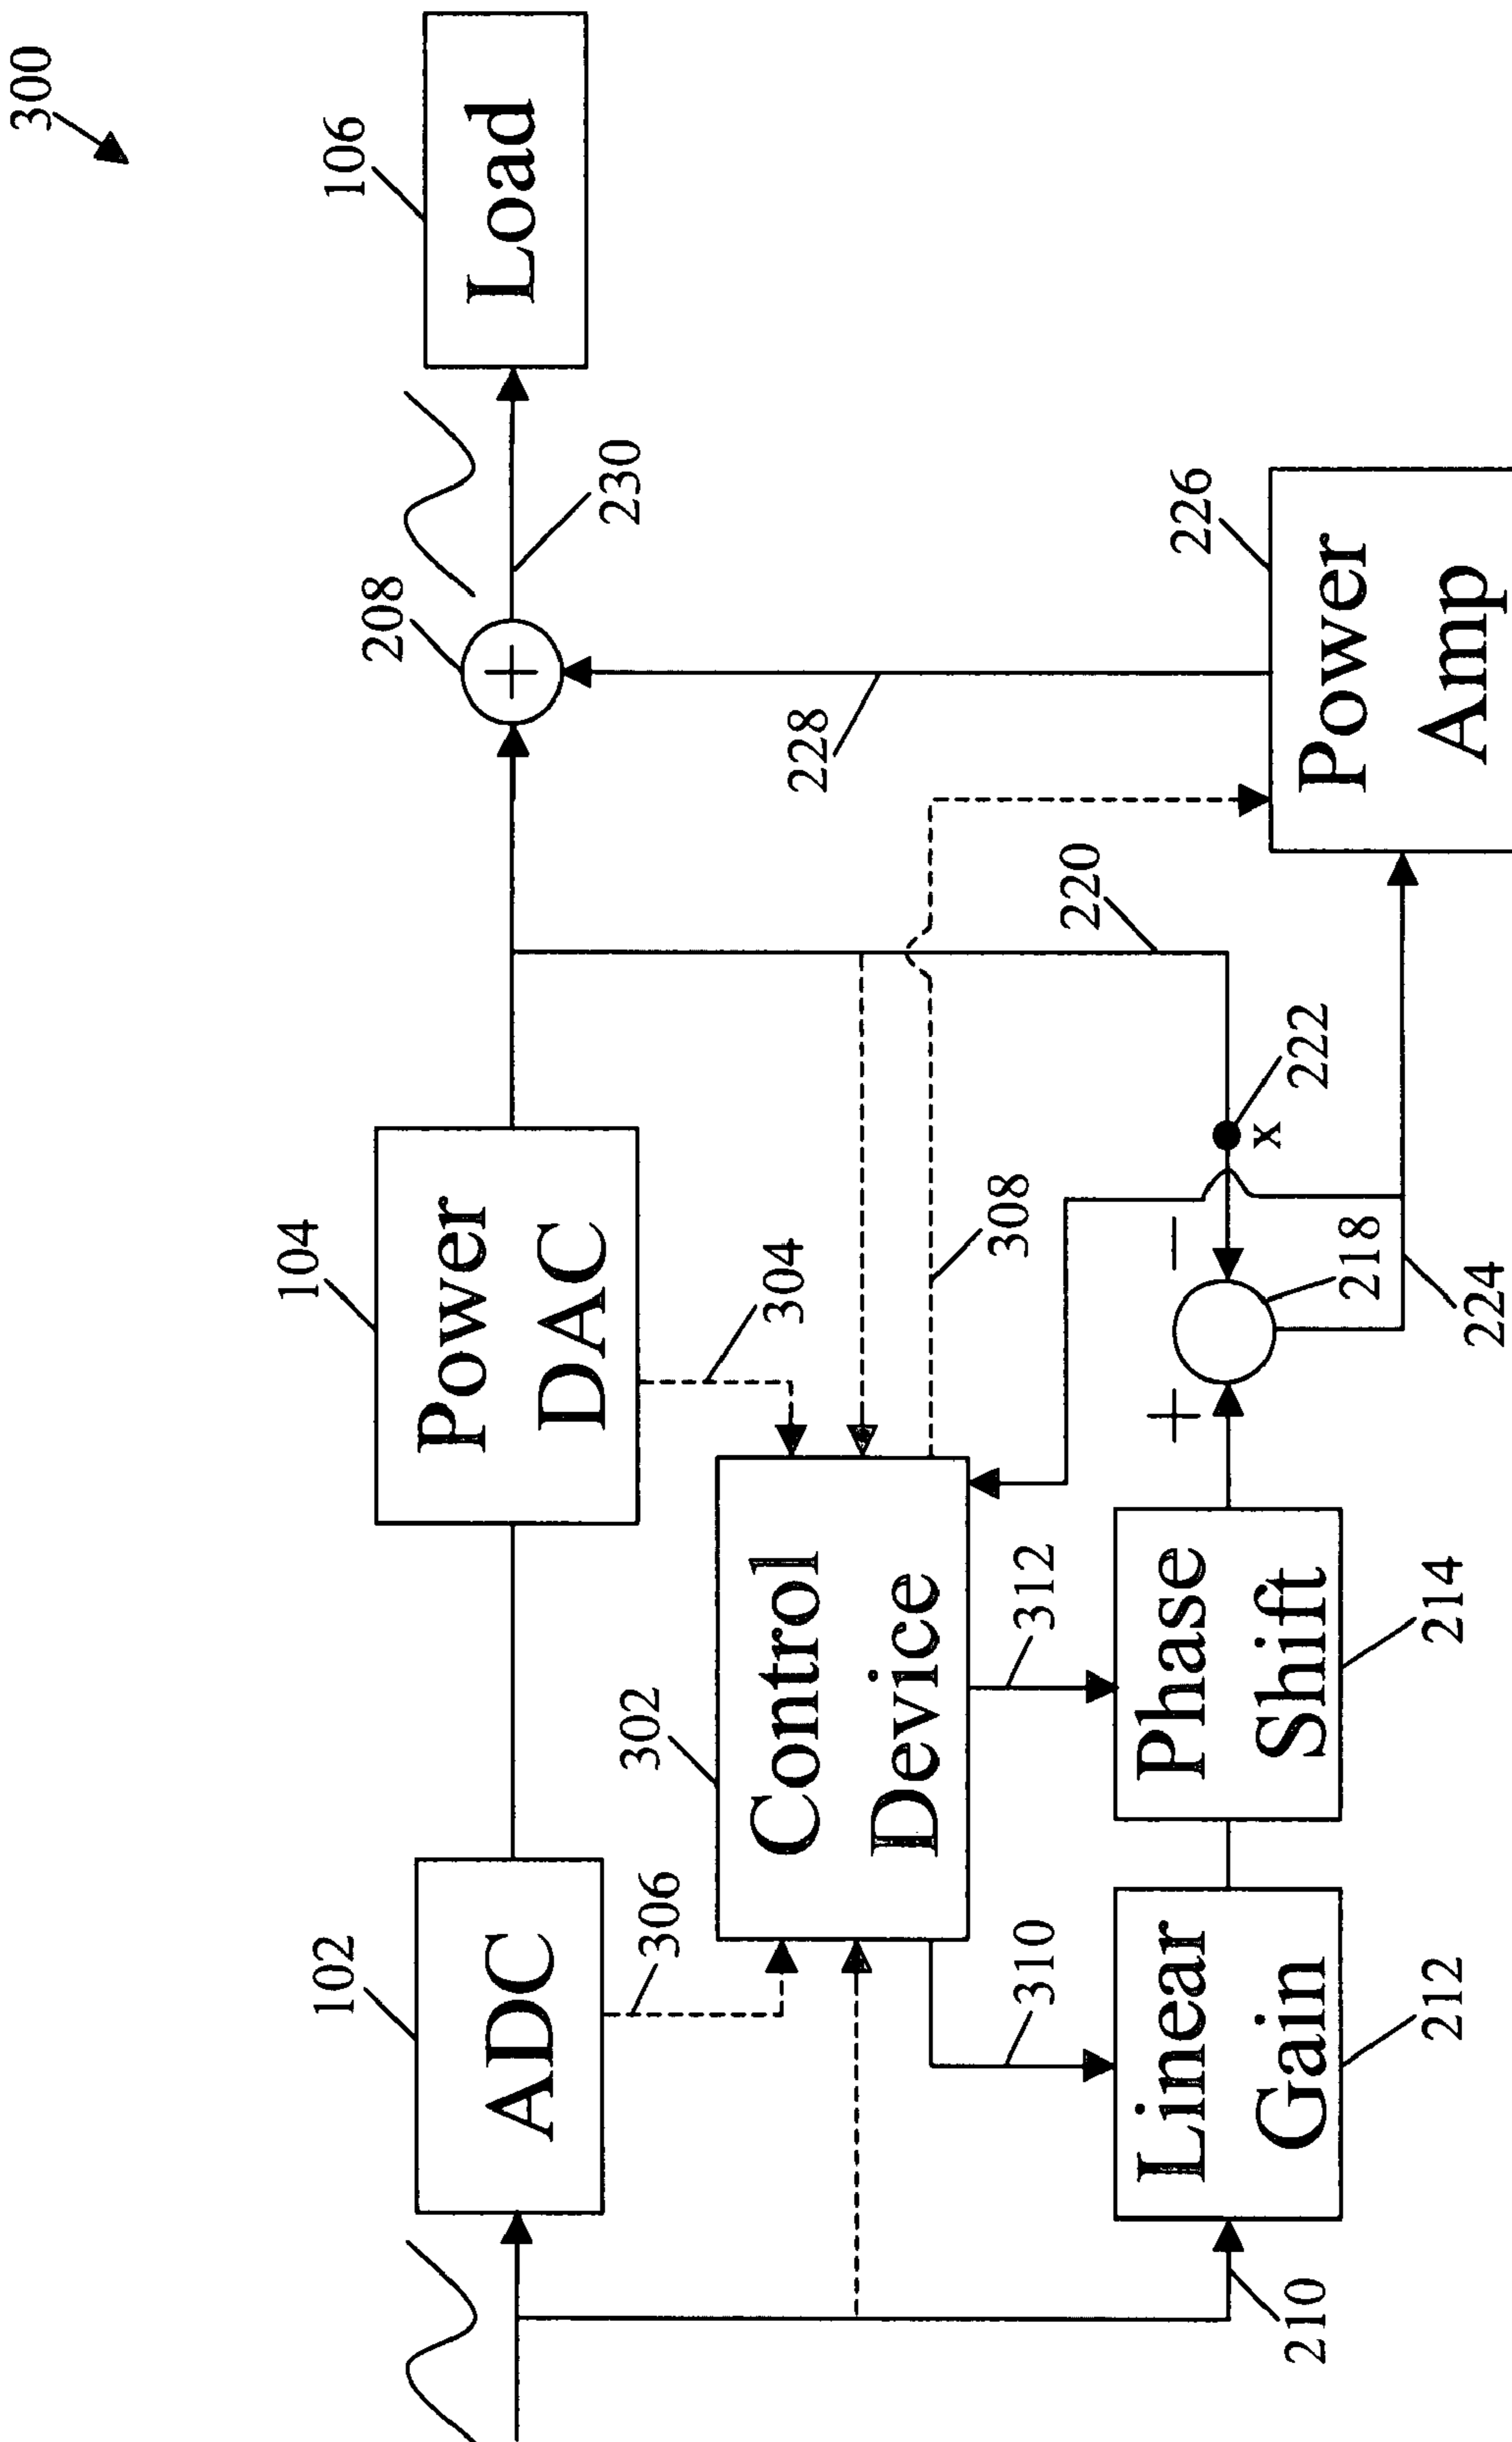 300
102
ADC
104
Power
DAC
208
106
Load
230
306
304
302
Control
Device
228
308
310
312
220
226
Power
Amp
210
Linear
Gain
212
Phase
Shift
214
+
−
218
x
222
224
+